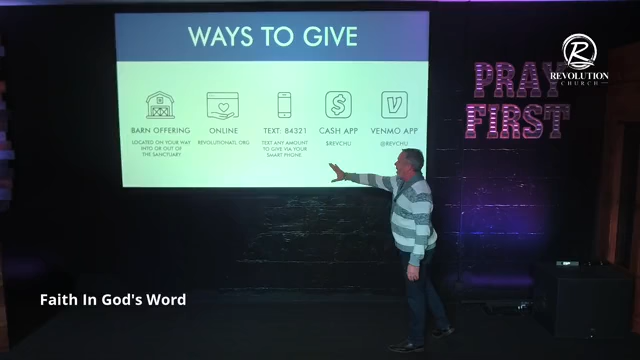 WAYS TO GIVE
BARN OFFERING
LOCATED ON YOUR WAY
INTO OR OUT OF
THE SANCTUARY
ONLINE
REVOLUTIONATL.ORG
TEXT: 84321
TEXT ANY AMOUNT
TO GIVE VIA YOUR
SMART PHONE
CASH APP
$REVCHU
VENMO APP
@REVCHU
PRAY
FIRST
REVOLUTION
CHURCH
Faith In God's Word